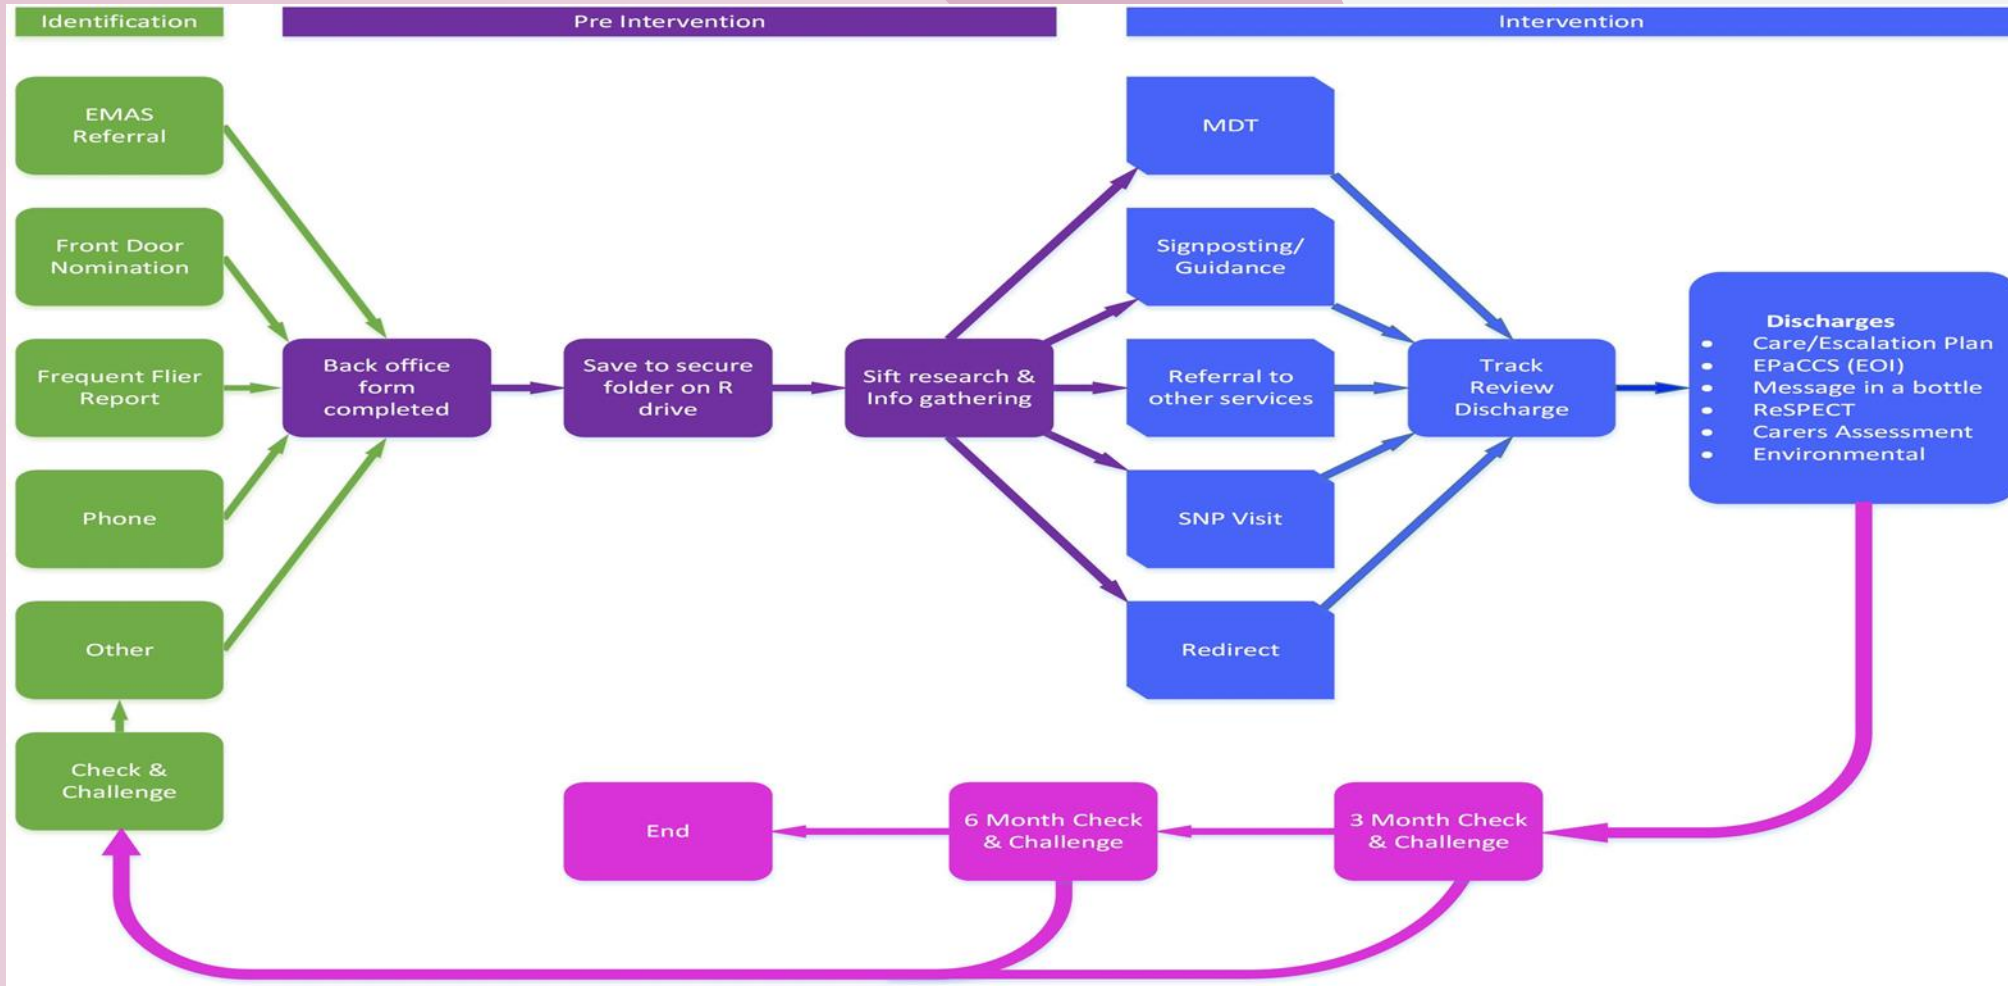 Identification
Pre Intervention
Intervention
EMAS
Referral
Front Door
Nomination
Frequent Flier
Report
Phone
Other
Check &
Challenge
Back office
form
completed
Save to secure
folder on R
drive
Sift research &
Info gathering
MDT
Signposting/
Guidance
Referral to
other services
SNP Visit
Redirect
Track
Review
Discharge
Discharges
• Care/Escalation Plan
• EPaCCS (EOI)
• Message in a bottle
• ReSPECT
• Carers Assessment
• Environmental
3 Month Check
& Challenge
6 Month Check
& Challenge
End